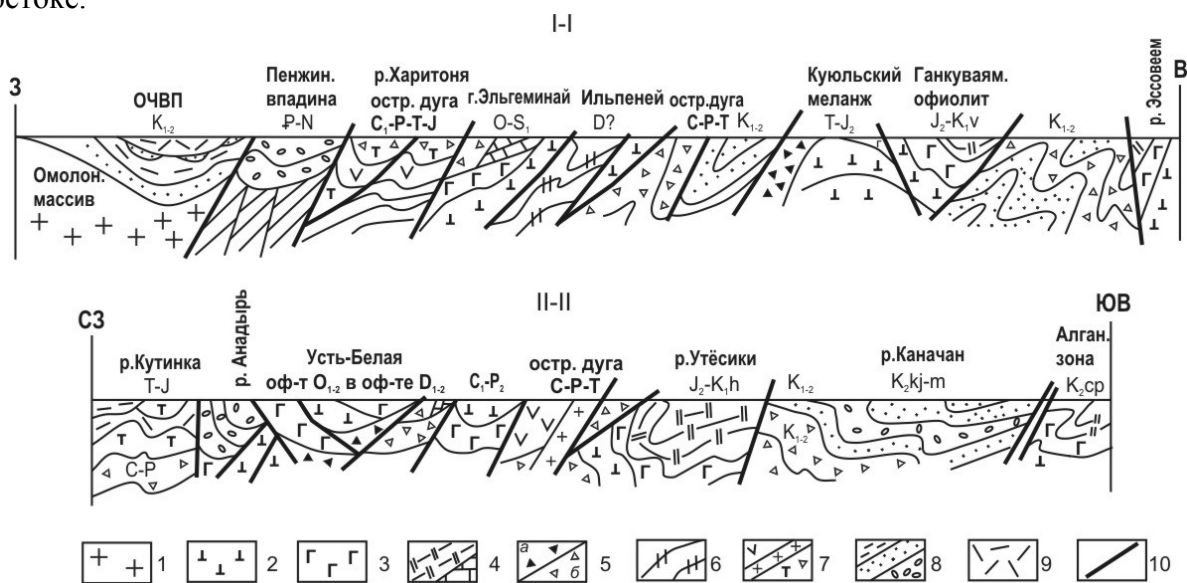 остоке.
I-I
З
ОЧВП
K₁₋₂
Пенжин.
впадина
₽-N
р.Харитоня
остр. дуга
C₁-P-T-J
г.Эльгеминай
O-S₁
Ильпеней
D?
остр.дуга
C-P-T K₁₋₂
Куюльский
меланж
T-J₂
Ганкуваям.
офиолит
J₂-K₁v
K₁₋₂
р. Эссовеем
В
Омолон.
массив
II-II
СЗ
р.Кутинка
T-J
C-P
р. Анадырь
Усть-Белая
оф-т O₁₋₂ в оф-те D₁₋₂
C₁-P₂
остр. дуга
C-P-T
р.Утёсики
J₂-K₁h
K₁₋₂
K₁₋₂
р.Каначан
K₂kj-m
Алган.
зона
K₂cp
ЮВ
1 2 3 4 а б 5 6 7 8 9 10